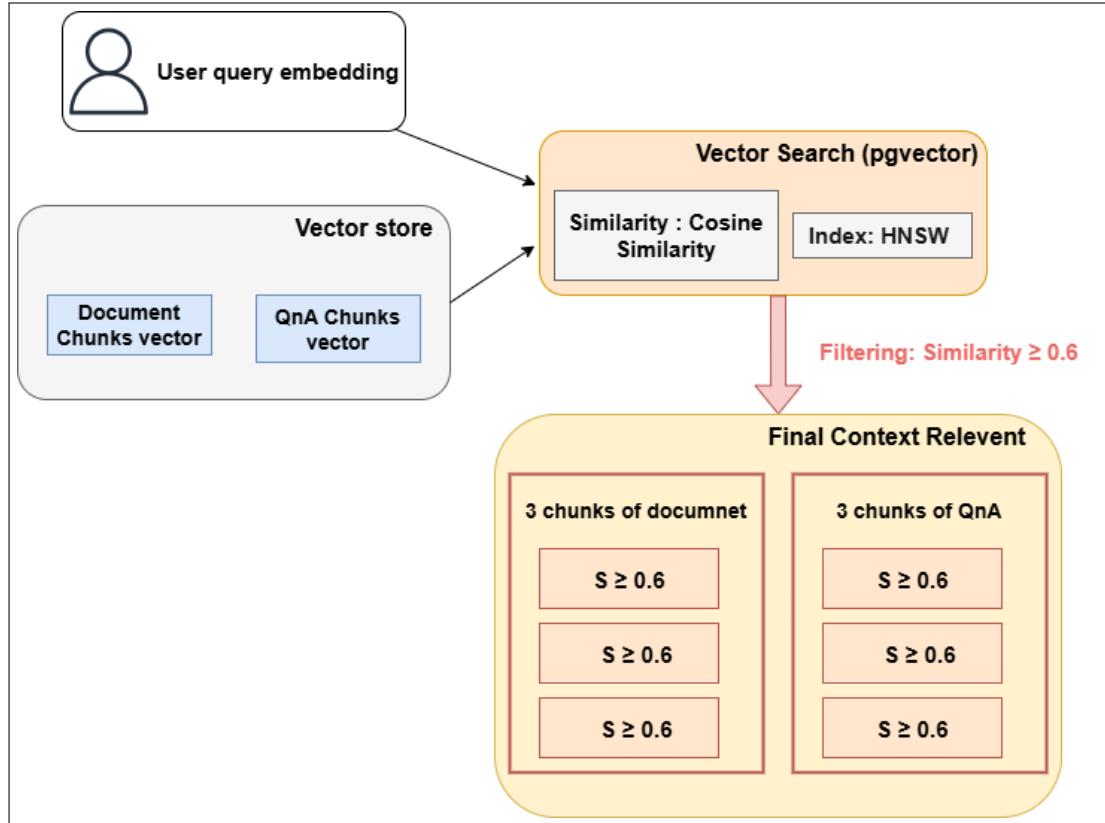 User query embedding
Vector Search (pgvector)
Similarity : Cosine
Similarity
Index: HNSW
Vector store
Document
Chunks vector
QnA Chunks
vector
Filtering: Similarity ≥ 0.6
Final Context Relevent
3 chunks of documnet
S ≥ 0.6
S ≥ 0.6
S ≥ 0.6
3 chunks of QnA
S ≥ 0.6
S ≥ 0.6
S ≥ 0.6